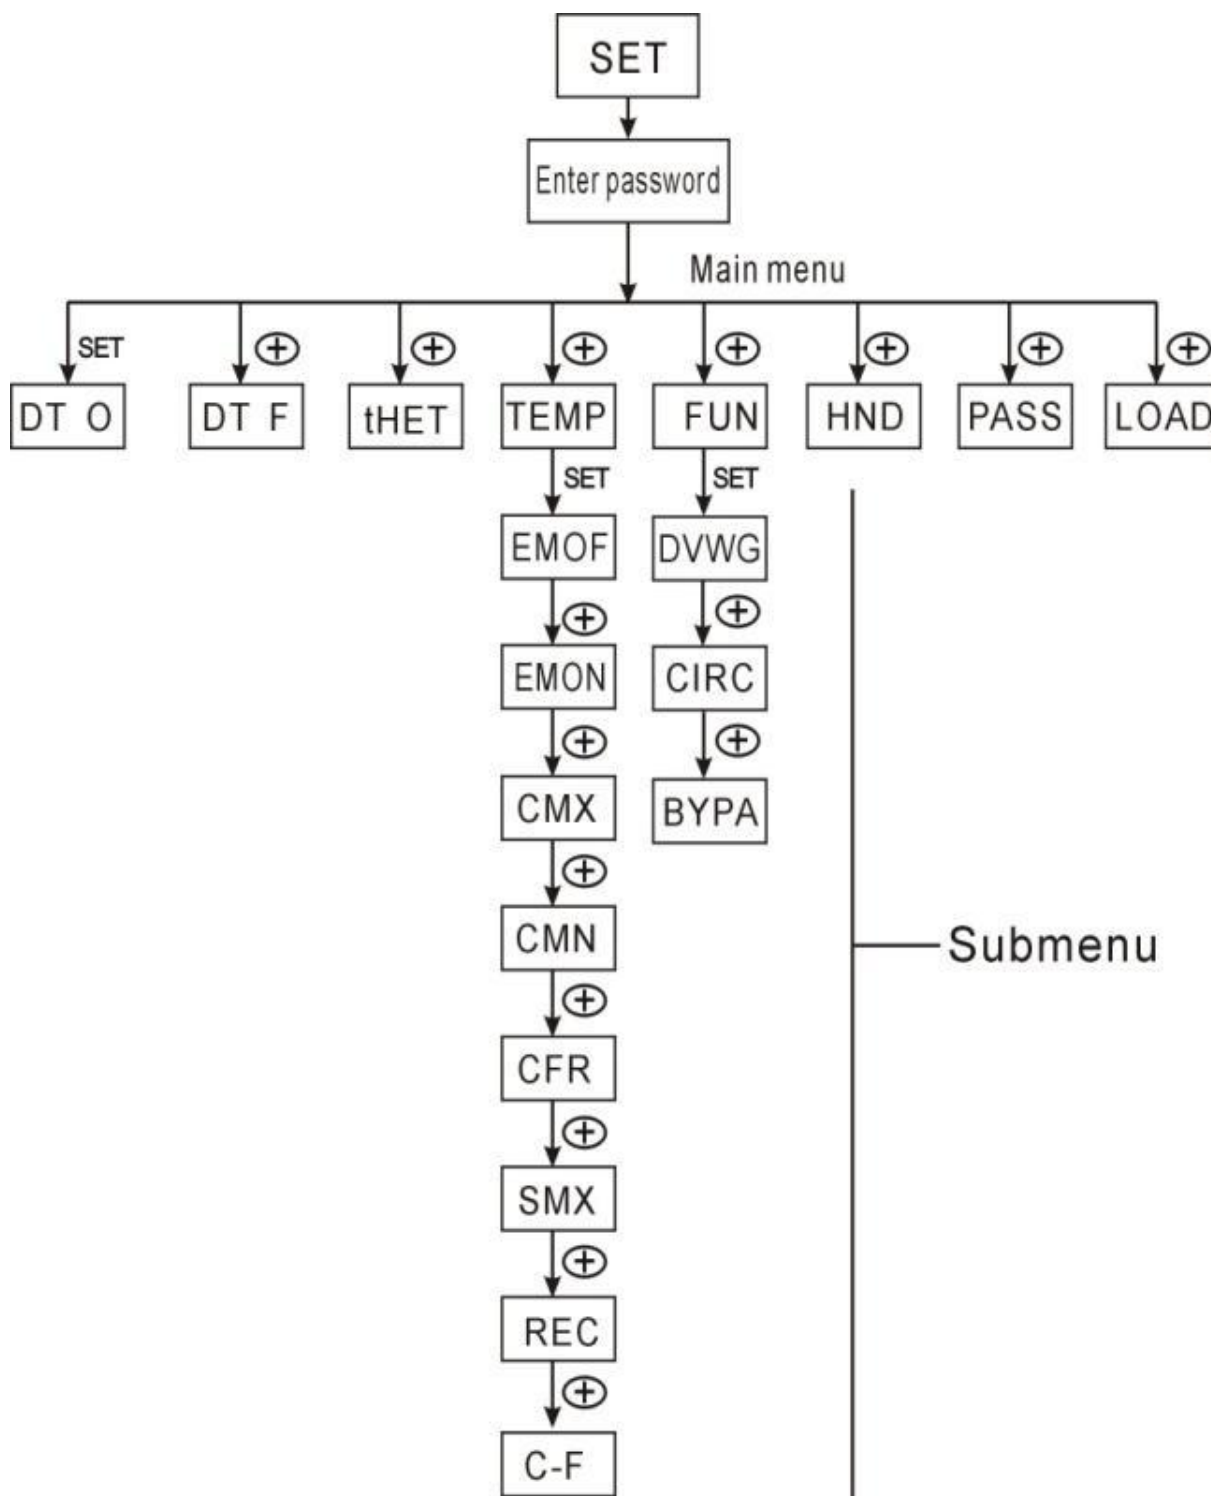 SET
Enter password
Main menu
SET
DT O
DT F
tHET
TEMP
FUN
HND
PASS
LOAD
SET
SET
EMOF
DVWG
EMON
CIRC
CMX
BYPA
CMN
Submenu
CFR
SMX
REC
C-F